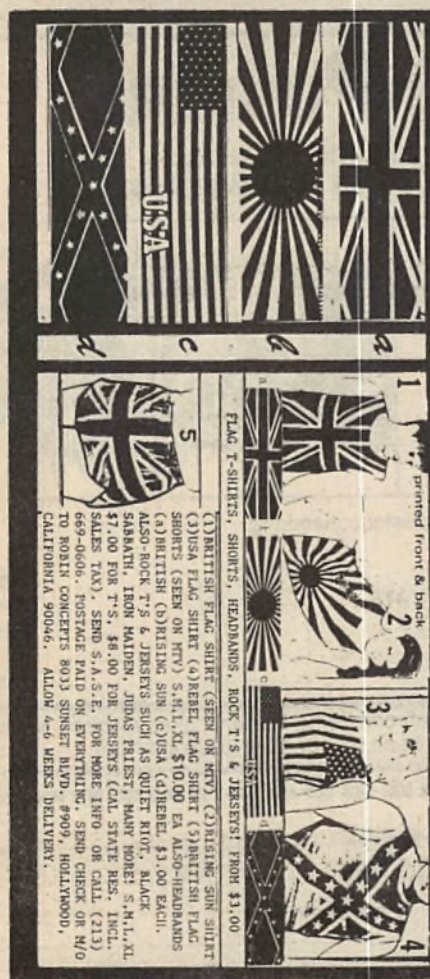 a
b
c
d
U.S.A
1
printed front & back
2
3
4
a
b
c
d
USA
FLAG T-SHIRTS, SHORTS, HEADBANDS, ROCK T'S & JERSEYS! FROM $3.00
5
(1)BRITISH FLAG SHIRT (SEEN ON MTV) (2)RISING SUN SHIRT
(3)USA FLAG SHIRT (4)REBEL FLAG SHIRT (5)BRITISH FLAG
SHORTS (SEEN ON MTV) S.M.L.XL $10.00 EA ALSO-HEADBANDS
(a)BRITISH (b)RISING SUN (c)USA (d)REBEL $3.00 EACH.
ALSO-ROCK T'S & JERSEYS SUCH AS QUIET RIOT, BLACK
SABBATH, IRON MAIDEN, JUDAS PRIEST, MANY MORE! S.M.L.XL
$7.00 FOR T'S, $8.00 FOR JERSEYS (CAL STATE RES. INCL.
SALES TAX). SEND S.A.S.E. FOR MORE INFO OR CALL (213)
669-0606. POSTAGE PAID ON EVERYTHING. SEND CHECK OR M/O
TO ROBIN CONCEPTS 8033 SUNSET BLVD. #909, HOLLYWOOD,
CALIFORNIA 90046. ALLOW 4-6 WEEKS DELIVERY.